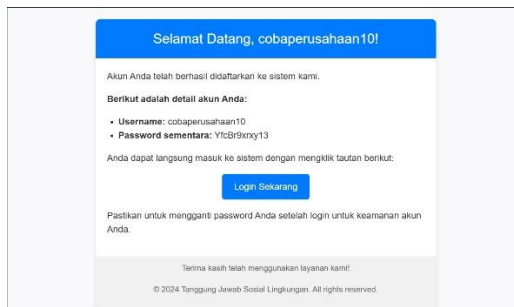 Selamat Datang, cobaperusahaan10!
Akun Anda telah berhasil didaftarkan ke sistem kami.
Berikut adalah detail akun Anda:
• Username: cobaperusahaan10
• Password sementara: YfcBr9xrxy13
Anda dapat langsung masuk ke sistem dengan mengklik tautan berikut:
Login Sekarang
Pastikan untuk mengganti password Anda setelah login untuk keamanan akun
Anda.
Terima kasih telah menggunakan layanan kami!
© 2024 Tanggung Jawab Sosial Lingkungan. All rights reserved.